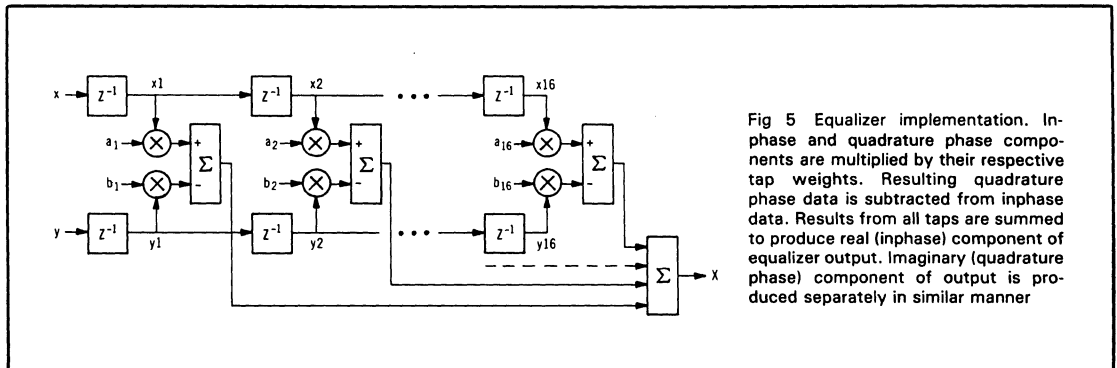 x Z⁻¹ x1 Z⁻¹ x2 • • • Z⁻¹ x16
a₁ × + a₂ × + a₁₆ × +
Σ Σ Σ
b₁ × − b₂ × − b₁₆ × −
y Z⁻¹ y1 Z⁻¹ y2 • • • Z⁻¹ y16
Σ X
Fig 5 Equalizer implementation. In-
phase and quadrature phase compo-
nents are multiplied by their respective
tap weights. Resulting quadrature
phase data is subtracted from inphase
data. Results from all taps are summed
to produce real (inphase) component of
equalizer output. Imaginary (quadrature
phase) component of output is pro-
duced separately in similar manner